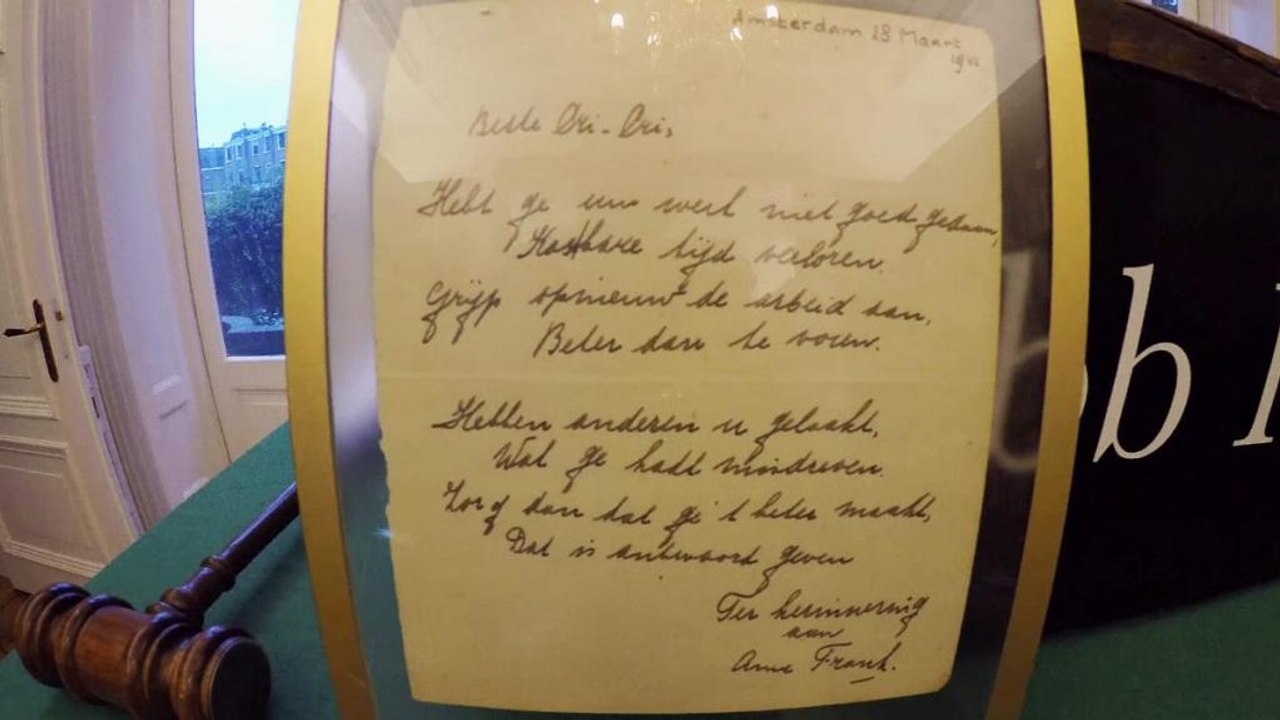 Amsterdam 28 Maart
1942
Beste Cri-Cri,
Hebt ge uw werk niet goed gedaan,
Kostbare tijd verloren.
Grijp opnieuw de arbeid aan,
Beter dan te voren.
Hebben anderen u gelaakt,
Wat ge hadt misdreven.
Zorg dan dat ge 't beter maakt,
Dat is antwoord geven
Ter herinnering
aan
Anne Frank.
b